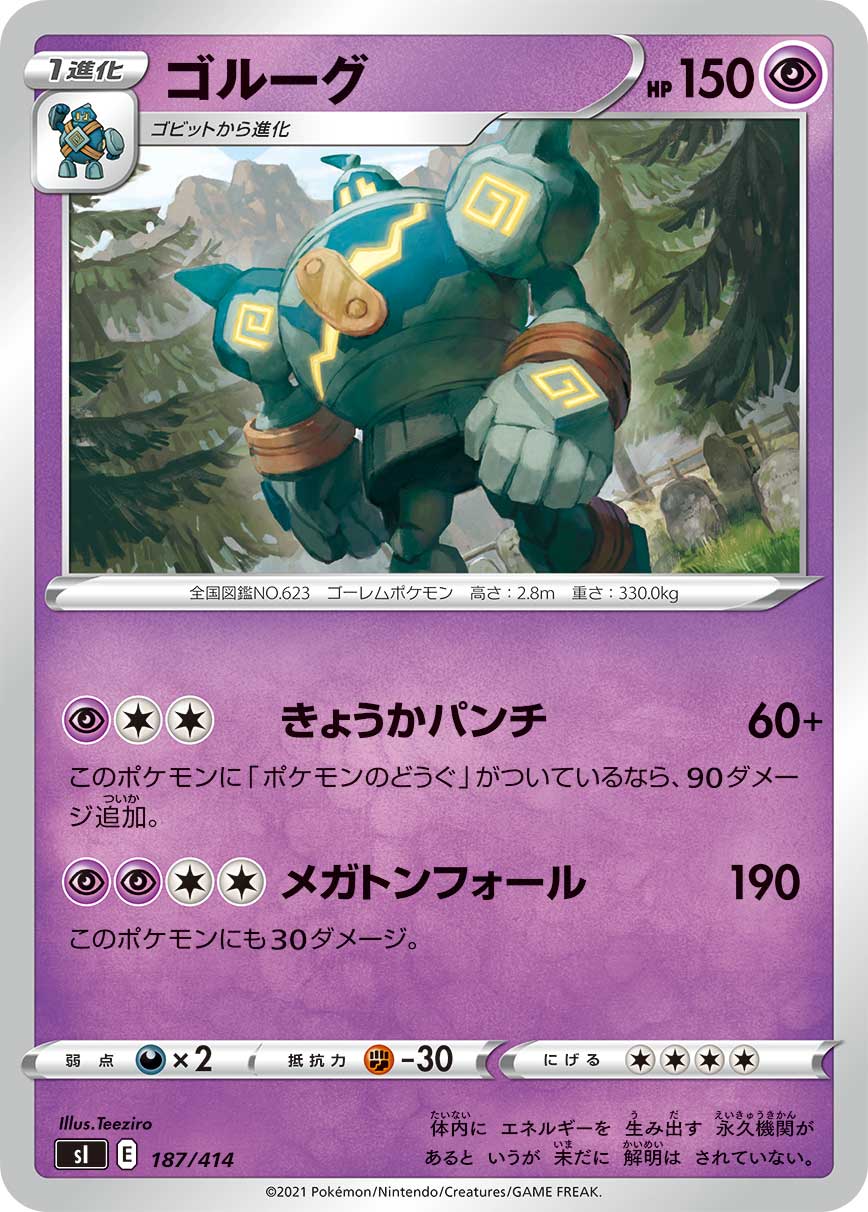 1進化
ゴルーグ
HP 150
ゴビットから進化
全国図鑑NO.623 ゴーレムポケモン 高さ：2.8m 重さ：330.0kg
きょうかパンチ 60+
このポケモンに「ポケモンのどうぐ」がついているなら、90ダメー
ついか
ジ追加。
メガトンフォール 190
このポケモンにも30ダメージ。
弱点 ×2 抵抗力 -30 にげる
Illus.Teeziro
たいない う だ えいきゅうきかん
体内に エネルギーを 生み出す 永久機関が
いま かいめい
あると いうが 未だに 解明は されていない。
sI E 187/414
©2021 Pokémon/Nintendo/Creatures/GAME FREAK.